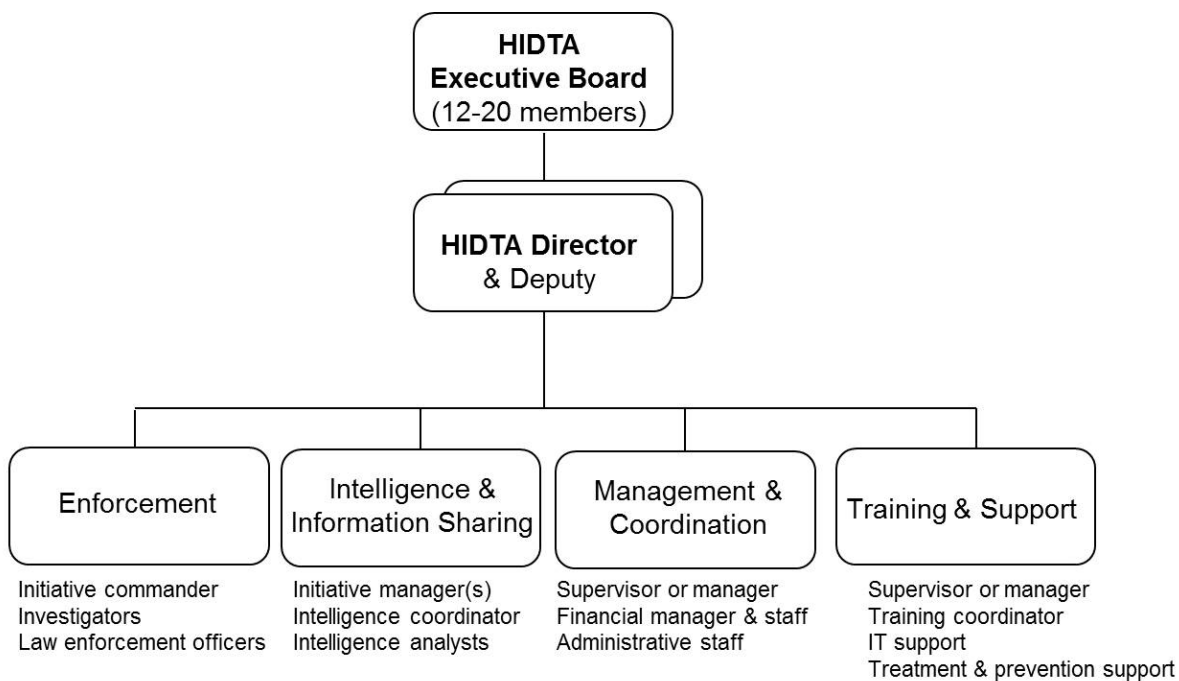 HIDTA
Executive Board
(12-20 members)
HIDTA Director
& Deputy
Enforcement
Intelligence &
Information Sharing
Management &
Coordination
Training & Support
Initiative commander
Investigators
Law enforcement officers
Initiative manager(s)
Intelligence coordinator
Intelligence analysts
Supervisor or manager
Financial manager & staff
Administrative staff
Supervisor or manager
Training coordinator
IT support
Treatment & prevention support